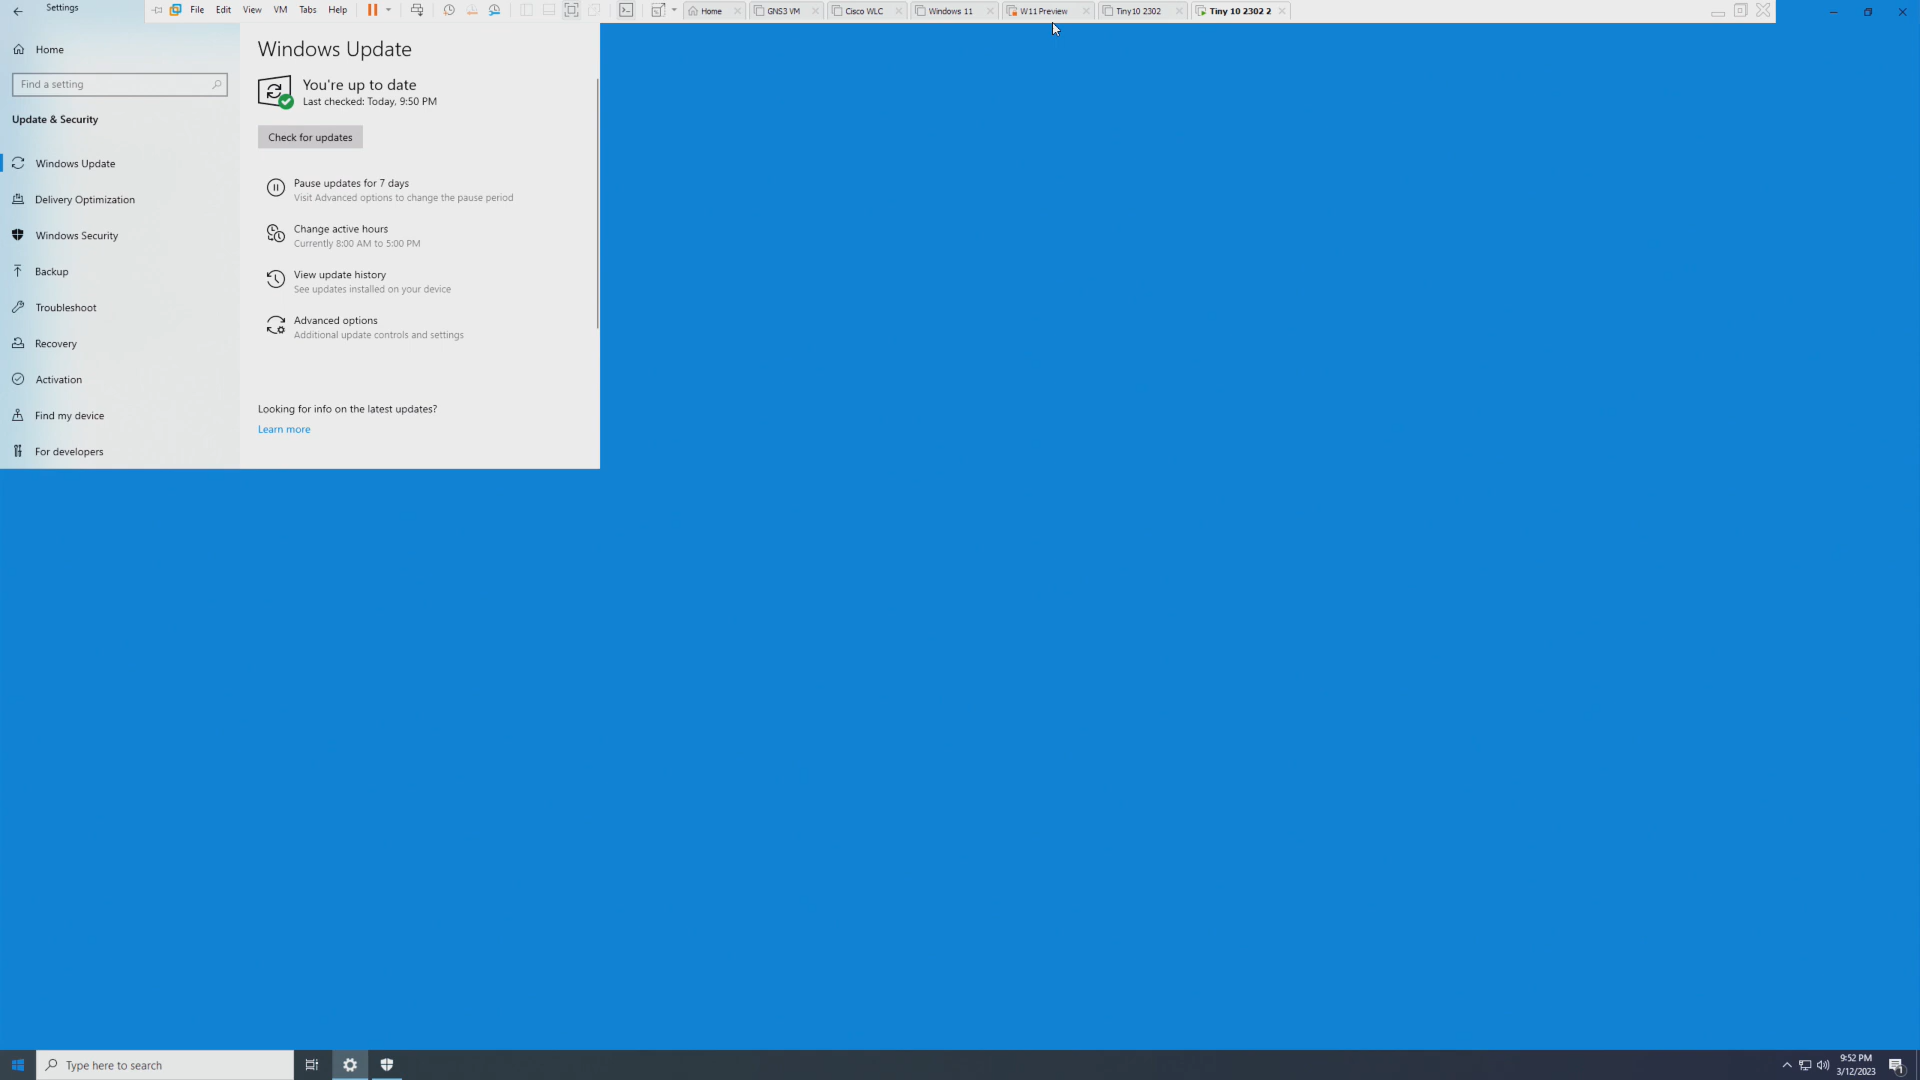 Settings
File Edit View VM Tabs Help
Home
GNS3 VM
Cisco WLC
Windows 11
W11 Preview
Tiny10 2302
Tiny 10 2302 2
Home
Find a setting
Update & Security
Windows Update
Delivery Optimization
Windows Security
Backup
Troubleshoot
Recovery
Activation
Find my device
For developers
Windows Update
You're up to date
Last checked: Today, 9:50 PM
Check for updates
Pause updates for 7 days
Visit Advanced options to change the pause period
Change active hours
Currently 8:00 AM to 5:00 PM
View update history
See updates installed on your device
Advanced options
Additional update controls and settings
Looking for info on the latest updates?
Learn more
Type here to search
9:52 PM
3/12/2023
1